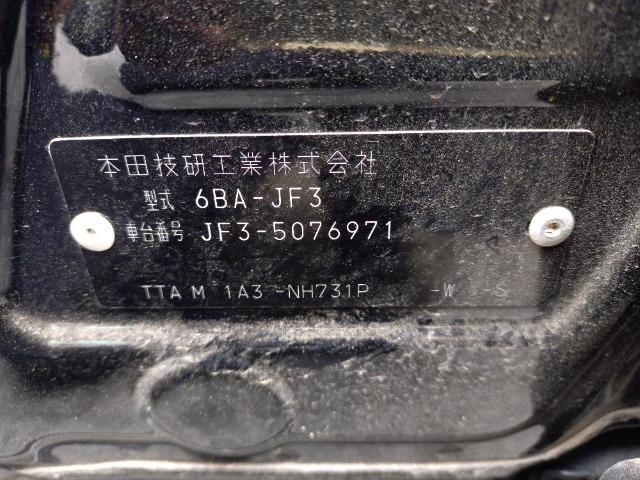 本田技研工業株式会社
型式 6BA-JF3
車台番号 JF3-5076971
TTA M 1A3 -NH731P -W -S